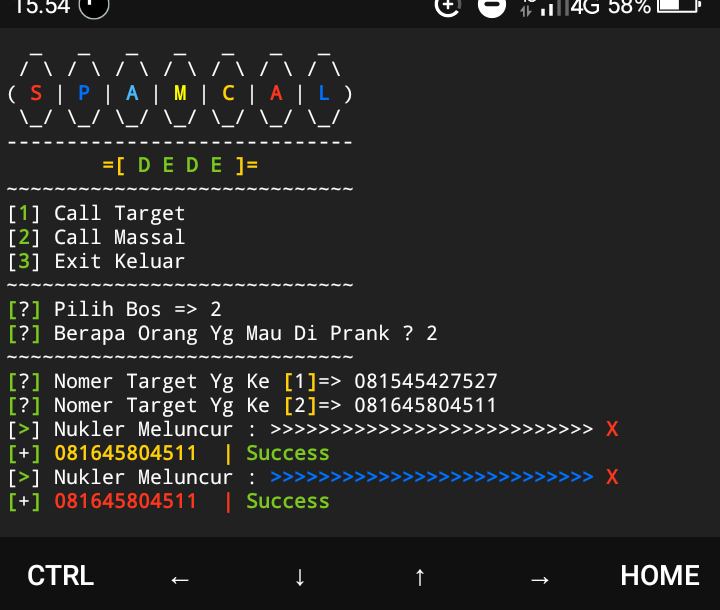 15.54 4G 58%
( S | P | A | M | C | A | L )
=[ D E D E ]=
[1] Call Target
[2] Call Massal
[3] Exit Keluar
[?] Pilih Bos => 2
[?] Berapa Orang Yg Mau Di Prank ? 2
[?] Nomer Target Yg Ke [1]=> 081545427527
[?] Nomer Target Yg Ke [2]=> 081645804511
[>] Nukler Meluncur : >>>>>>>>>>>>>>>>>>>>>>>>>>> X
[+] 081645804511 | Success
[>] Nukler Meluncur : >>>>>>>>>>>>>>>>>>>>>>>>>>> X
[+] 081645804511 | Success
CTRL ← ↓ ↑ → HOME